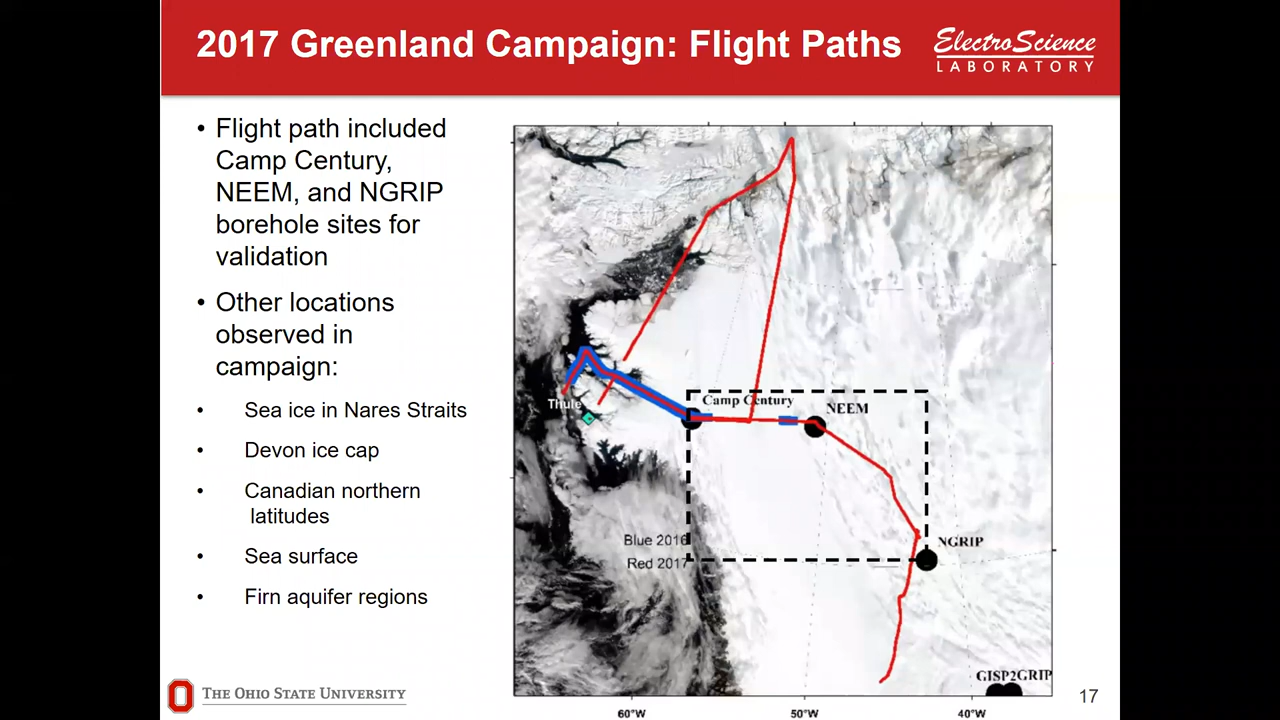 2017 Greenland Campaign: Flight Paths
ElectroScience
LABORATORY
• Flight path included
Camp Century,
NEEM, and NGRIP
borehole sites for
validation
• Other locations
observed in
campaign:
• Sea ice in Nares Straits
• Devon ice cap
• Canadian northern
latitudes
• Sea surface
• Firn aquifer regions
Thule
Camp Century
NEEM
NGRIP
Blue 2016
Red 2017
GISP2GRIP
60°W
50°W
40°W
THE OHIO STATE UNIVERSITY
17